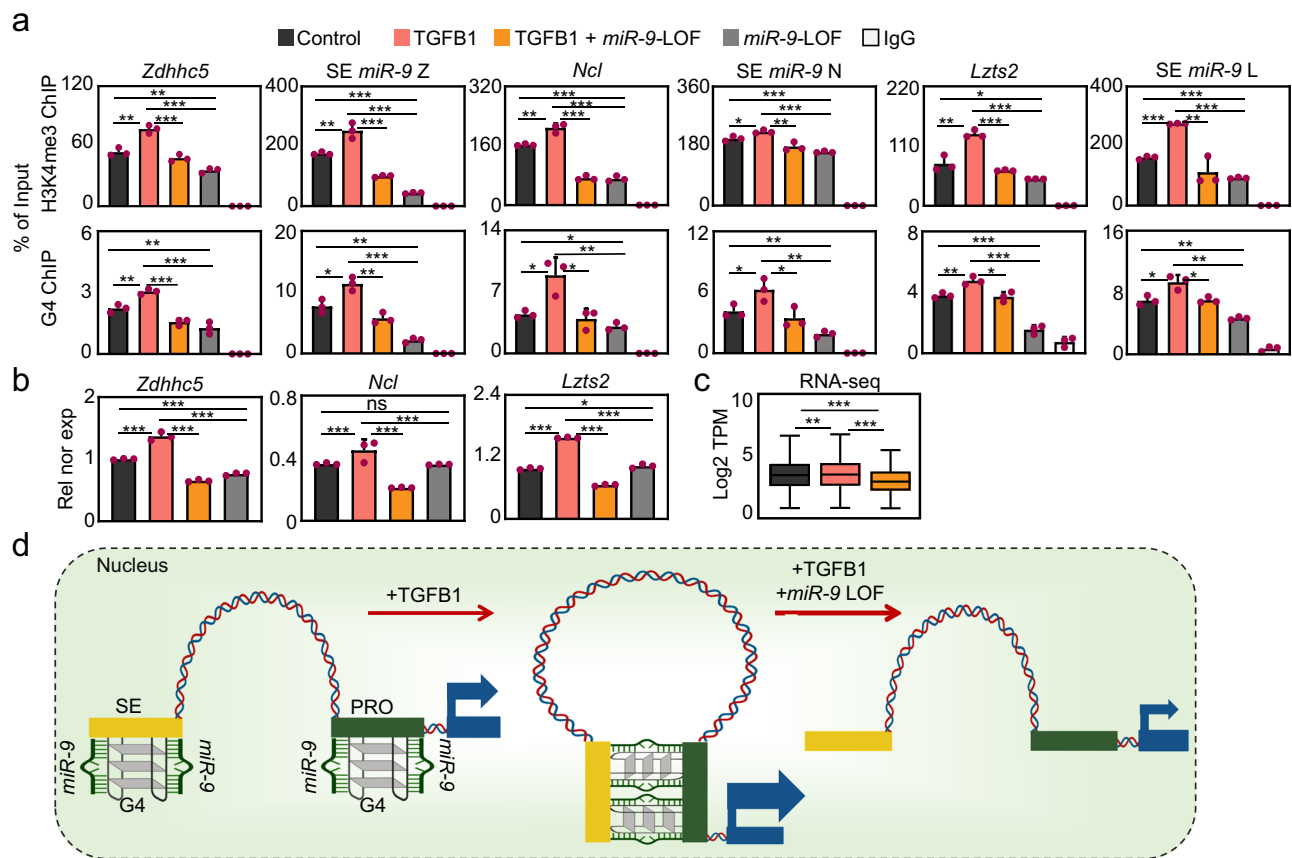 a
Control TGFB1 TGFB1 + miR-9-LOF miR-9-LOF IgG
Zdhhc5 SE miR-9 Z Ncl SE miR-9 N Lzts2 SE miR-9 L
% of Input
H3K4me3 ChIP
120 60 0
** *** ** ***
400 200 0
*** *** ** ***
320 160 0
*** *** ** ***
360 180 0
*** *** * **
220 110 0
* *** ** ***
400 200 0
*** *** *** **
G4 ChIP
6 3 0
** *** ** ***
20 10 0
** *** * **
14 7 0
* ** * *
12 6 0
** ** * *
8 4 0
*** *** ** *
16 8 0
** ** * *
b
Zdhhc5 Ncl Lzts2
Rel nor exp
2 1 0
*** *** *** ***
0.8 0.4 0
ns *** *** ***
2.4 1.2 0
* *** *** ***
c
RNA-seq
Log2 TPM
10 5 0
*** ** ***
d
Nucleus
+TGFB1
+TGFB1
+miR-9 LOF
SE PRO
miR-9 miR-9 miR-9 miR-9
G4 G4